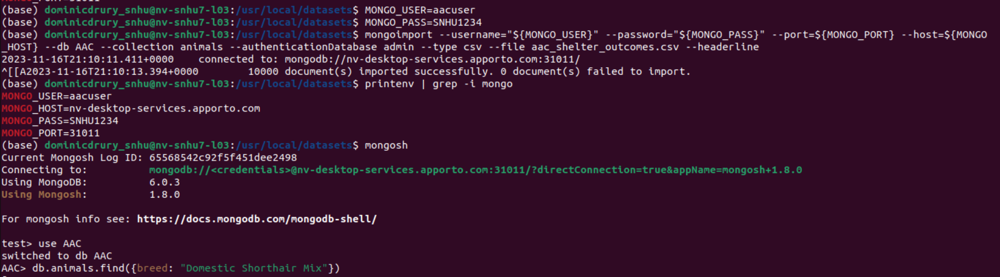 (base) dominicdrury_snhu@nv-snhu7-l03:/usr/local/datasets$ MONGO_USER=aacuser
(base) dominicdrury_snhu@nv-snhu7-l03:/usr/local/datasets$ MONGO_PASS=SNHU1234
(base) dominicdrury_snhu@nv-snhu7-l03:/usr/local/datasets$ mongoimport --username="${MONGO_USER}" --password="${MONGO_PASS}" --port=${MONGO_PORT} --host=${MONGO
_HOST} --db AAC --collection animals --authenticationDatabase admin --type csv --file aac_shelter_outcomes.csv --headerline
2023-11-16T21:10:11.411+0000    connected to: mongodb://nv-desktop-services.apporto.com:31011/
^[[A2023-11-16T21:10:13.394+0000        10000 document(s) imported successfully. 0 document(s) failed to import.
(base) dominicdrury_snhu@nv-snhu7-l03:/usr/local/datasets$ printenv | grep -i mongo
MONGO_USER=aacuser
MONGO_HOST=nv-desktop-services.apporto.com
MONGO_PASS=SNHU1234
MONGO_PORT=31011
(base) dominicdrury_snhu@nv-snhu7-l03:/usr/local/datasets$ mongosh
Current Mongosh Log ID: 65568542c92f5f451dee2498
Connecting to:          mongodb://<credentials>@nv-desktop-services.apporto.com:31011/?directConnection=true&appName=mongosh+1.8.0
Using MongoDB:          6.0.3
Using Mongosh:          1.8.0
For mongosh info see: https://docs.mongodb.com/mongodb-shell/
test> use AAC
switched to db AAC
AAC> db.animals.find({breed: "Domestic Shorthair Mix"})